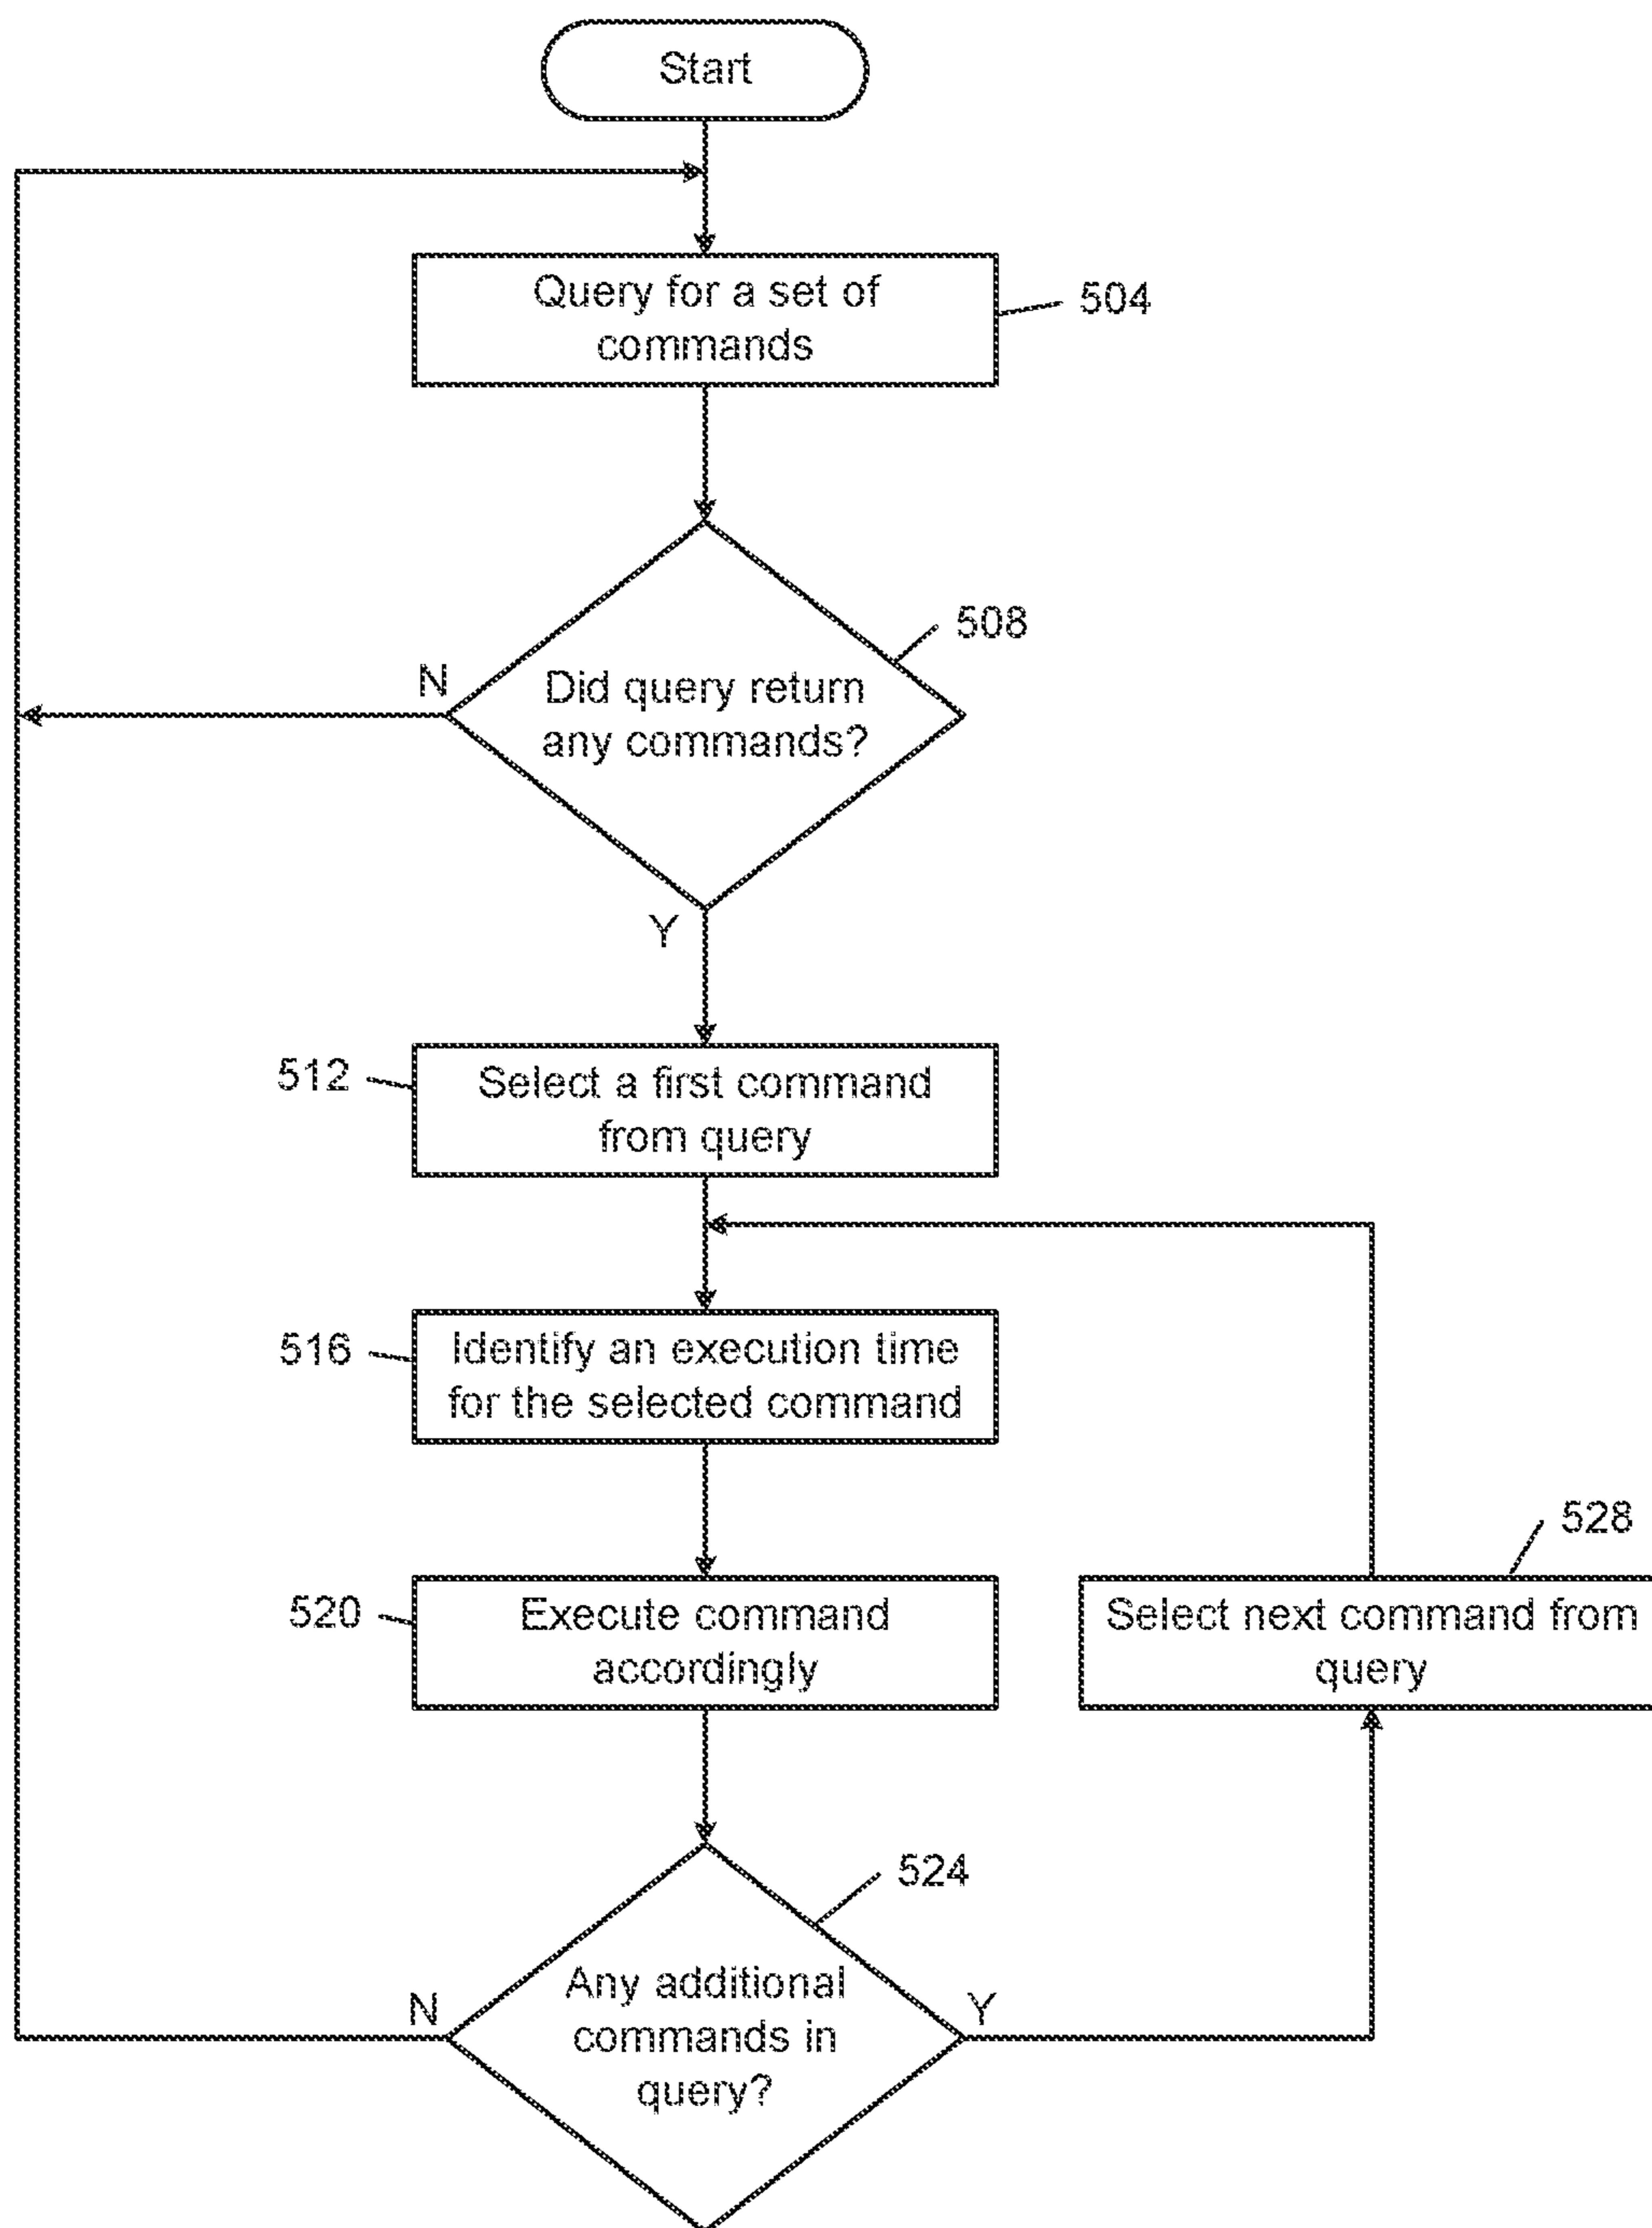 Start
Query for a set of
commands
504
508
N
Did query return
any commands?
Y
512
Select a first command
from query
516
Identify an execution time
for the selected command
528
520
Execute command
accordingly
Select next command from
query
524
N
Any additional
commands in
query?
Y